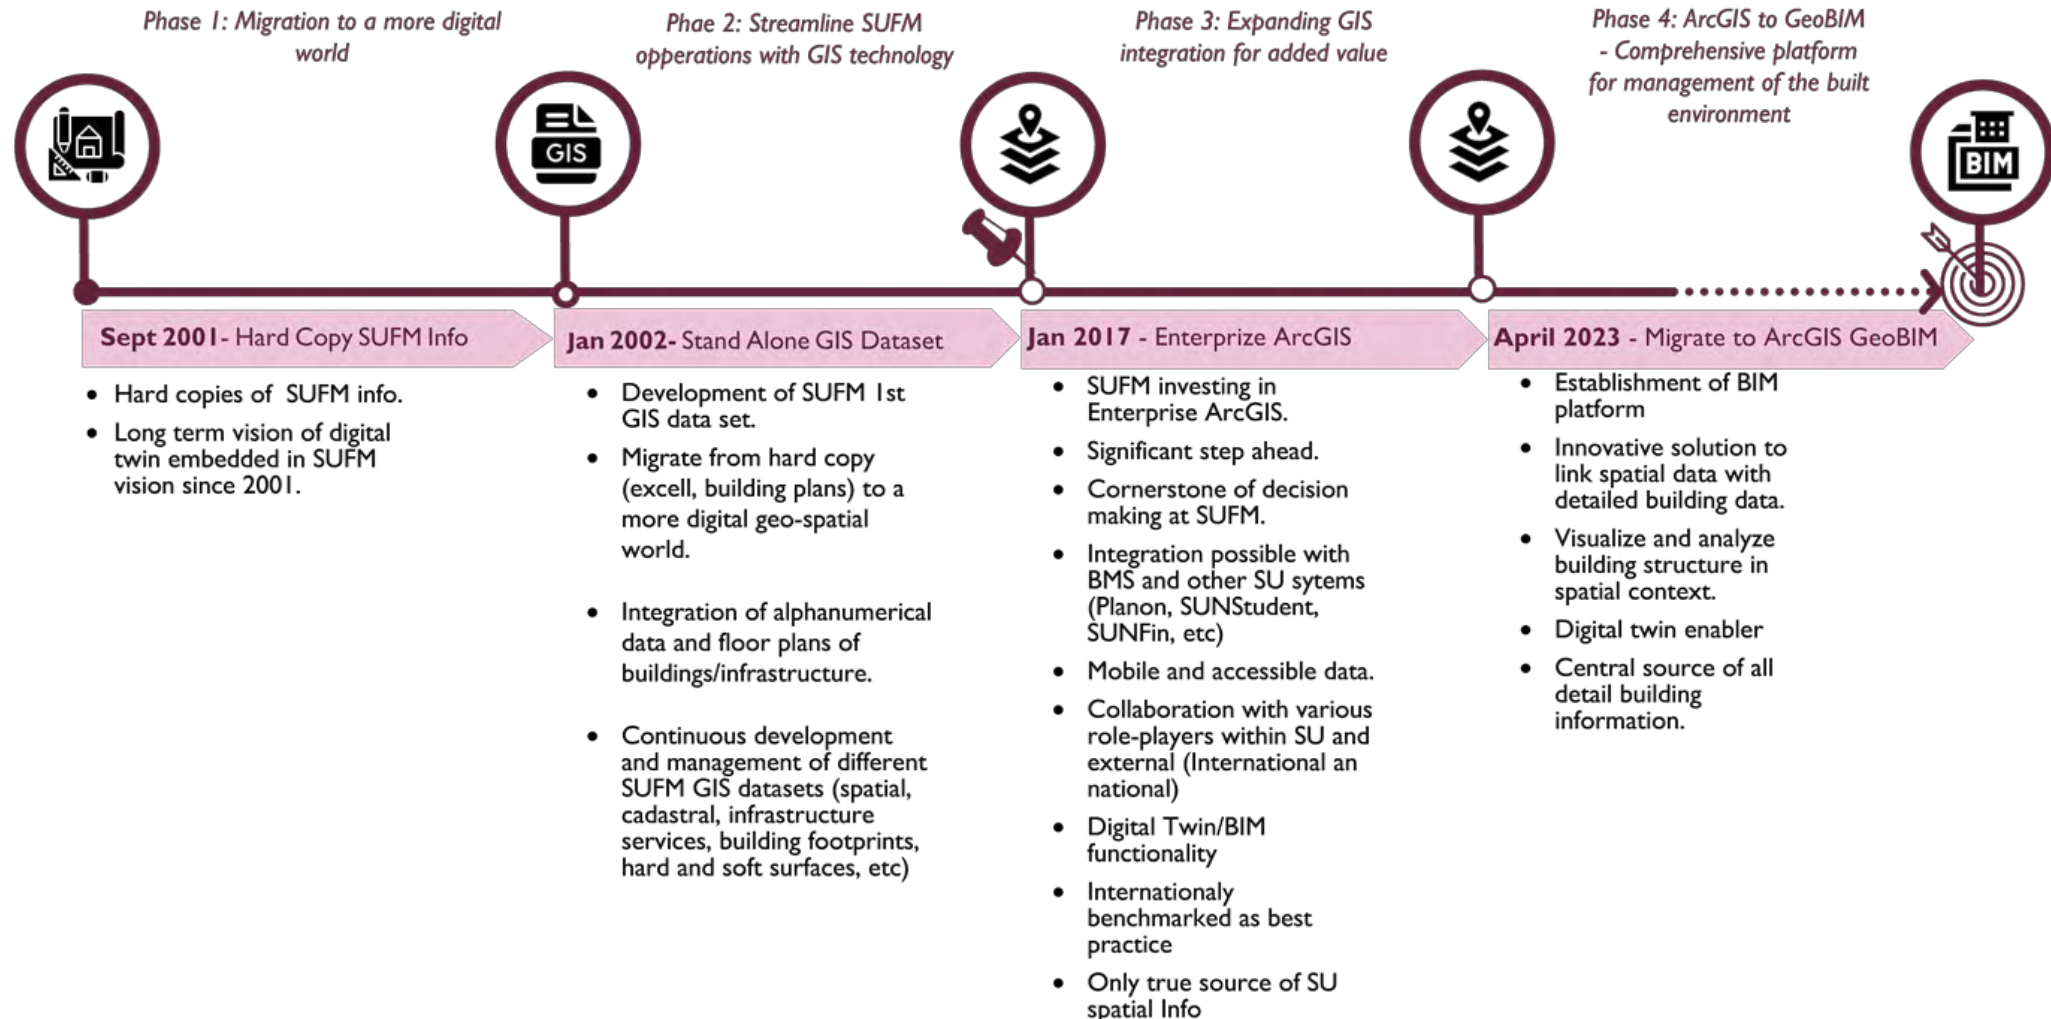 Phase 1: Migration to a more digital
world
Phae 2: Streamline SUFM
opperations with GIS technology
Phase 3: Expanding GIS
integration for added value
Phase 4: ArcGIS to GeoBIM
- Comprehensive platform
for management of the built
environment
GIS
BIM
Sept 2001- Hard Copy SUFM Info
• Hard copies of SUFM info.
• Long term vision of digital
twin embedded in SUFM
vision since 2001.
Jan 2002- Stand Alone GIS Dataset
• Development of SUFM 1st
GIS data set.
• Migrate from hard copy
(excell, building plans) to a
more digital geo-spatial
world.
• Integration of alphanumerical
data and floor plans of
buildings/infrastructure.
• Continuous development
and management of different
SUFM GIS datasets (spatial,
cadastral, infrastructure
services, building footprints,
hard and soft surfaces, etc)
Jan 2017 - Enterprize ArcGIS
• SUFM investing in
Enterprise ArcGIS.
• Significant step ahead.
• Cornerstone of decision
making at SUFM.
• Integration possible with
BMS and other SU sytems
(Planon, SUNStudent,
SUNFin, etc)
• Mobile and accessible data.
• Collaboration with various
role-players within SU and
external (International an
national)
• Digital Twin/BIM
functionality
• Internationaly
benchmarked as best
practice
• Only true source of SU
spatial Info
April 2023 - Migrate to ArcGIS GeoBIM
• Establishment of BIM
platform
• Innovative solution to
link spatial data with
detailed building data.
• Visualize and analyze
building structure in
spatial context.
• Digital twin enabler
• Central source of all
detail building
information.